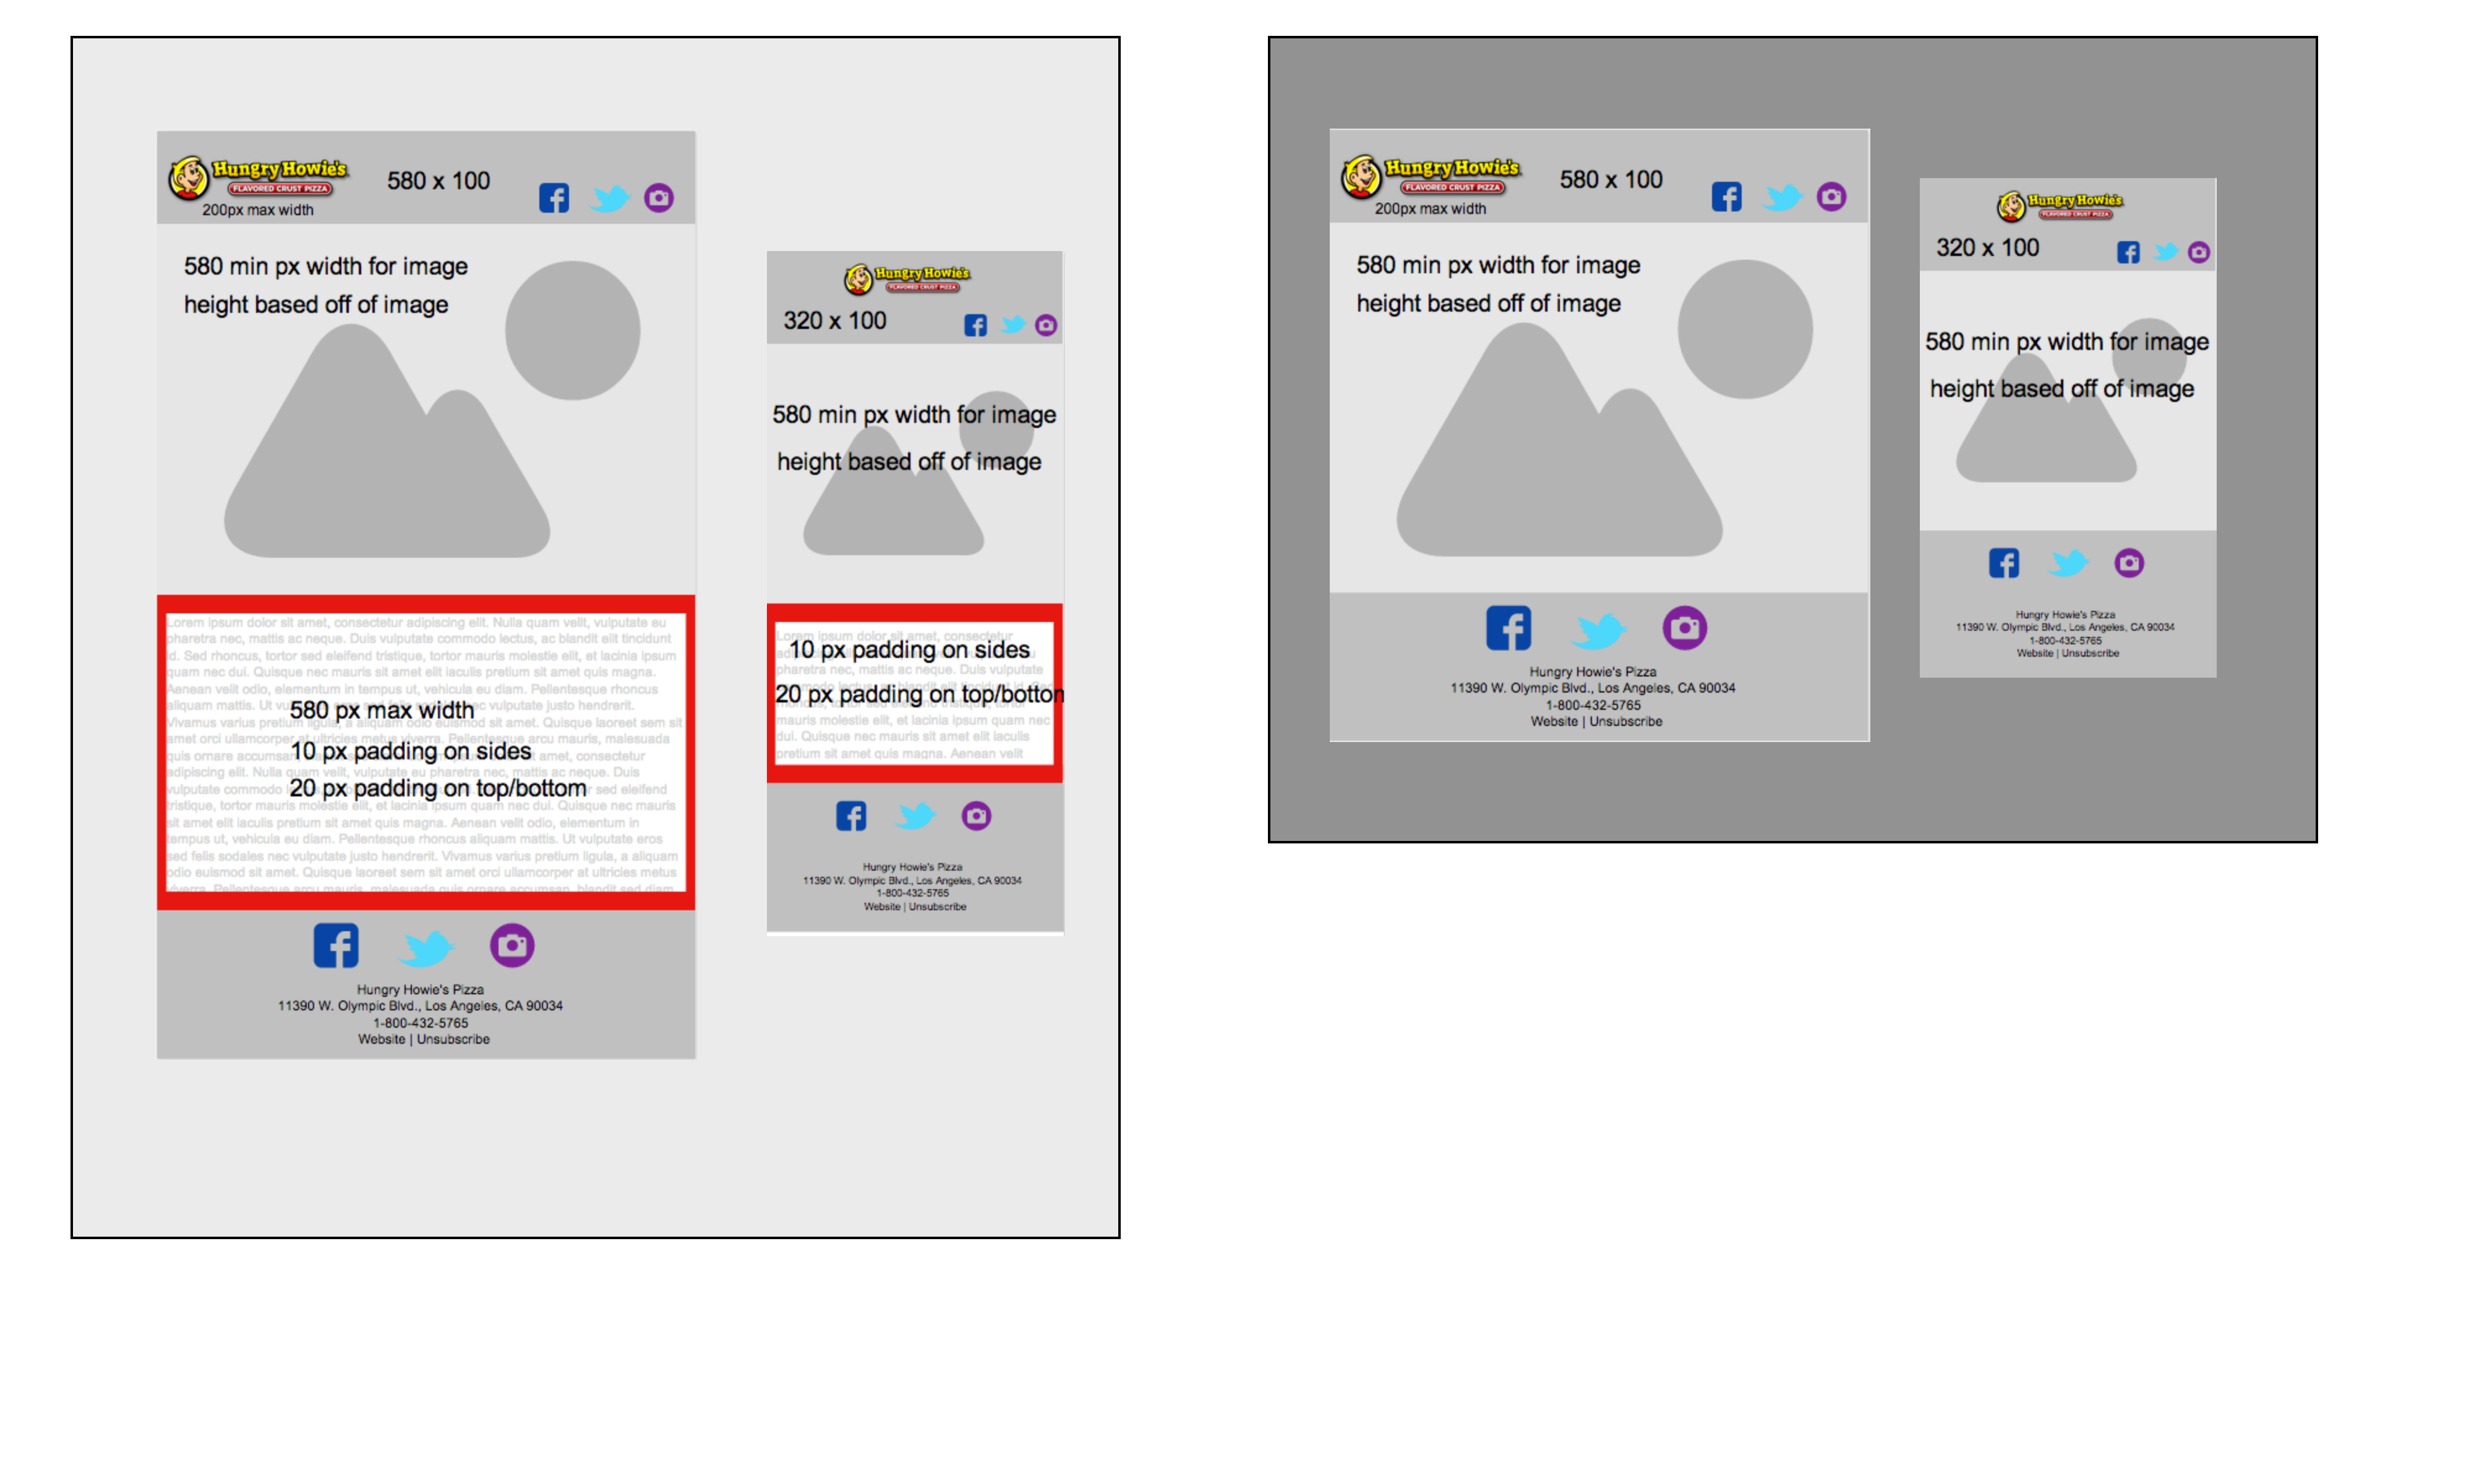 Hungry Howie's
FLAVORED CRUST PIZZA
200px max width
580 x 100
580 min px width for image
height based off of image
Lorem ipsum dolor sit amet, consectetur adipiscing elit. Nulla quam velit, vulputate eu
pharetra nec, mattis ac neque. Duis vulputate commodo lectus, ac blandit elit tincidunt
id. Sed rhoncus, tortor sed eleifend tristique, tortor mauris molestie elit, et lacinia ipsum
quam nec dui. Quisque nec mauris sit amet elit iaculis pretium sit amet quis magna.
Aenean velit odio, elementum in tempus ut, vehicula eu diam. Pellentesque rhoncus
aliquam mattis. Ut vulputate justo hendrerit.
Vivamus varius pretium ligula, a aliquam odio euismod sit amet. Quisque laoreet sem sit
amet orci ullamcorper at ultricies metus viverra. Pellentesque arcu mauris, malesuada
quis ornare accumsan, sit amet, consectetur
adipiscing elit. Nulla quam velit, vulputate eu pharetra nec, mattis ac neque. Duis
vulputate commodo sed eleifend
tristique, tortor mauris molestie elit, et lacinia ipsum quam nec dui. Quisque nec mauris
sit amet elit iaculis pretium sit amet quis magna. Aenean velit odio, elementum in
tempus ut, vehicula eu diam. Pellentesque rhoncus aliquam mattis. Ut vulputate eros
sed felis sodales nec vulputate justo hendrerit. Vivamus varius pretium ligula, a aliquam
odio euismod sit amet. Quisque laoreet sem sit amet orci ullamcorper at ultricies metus
viverra. Pellentesque arcu mauris, malesuada quis ornare accumsan, blandit sed diam
580 px max width
10 px padding on sides
20 px padding on top/bottom
Hungry Howie's Pizza
11390 W. Olympic Blvd., Los Angeles, CA 90034
1-800-432-5765
Website | Unsubscribe
Hungry Howie's
FLAVORED CRUST PIZZA
320 x 100
580 min px width for image
height based off of image
Lorem ipsum dolor sit amet, consectetur
pharetra nec, mattis ac neque. Duis vulputate
mauris molestie elit, et lacinia ipsum quam nec
dui. Quisque nec mauris sit amet elit iaculis
pretium sit amet quis magna. Aenean velit
10 px padding on sides
20 px padding on top/botton
Hungry Howie's Pizza
11390 W. Olympic Blvd., Los Angeles, CA 90034
1-800-432-5765
Website | Unsubscribe
Hungry Howie's
FLAVORED CRUST PIZZA
200px max width
580 x 100
580 min px width for image
height based off of image
Hungry Howie's Pizza
11390 W. Olympic Blvd., Los Angeles, CA 90034
1-800-432-5765
Website | Unsubscribe
Hungry Howie's
FLAVORED CRUST PIZZA
320 x 100
580 min px width for image
height based off of image
Hungry Howie's Pizza
11390 W. Olympic Blvd., Los Angeles, CA 90034
1-800-432-5765
Website | Unsubscribe